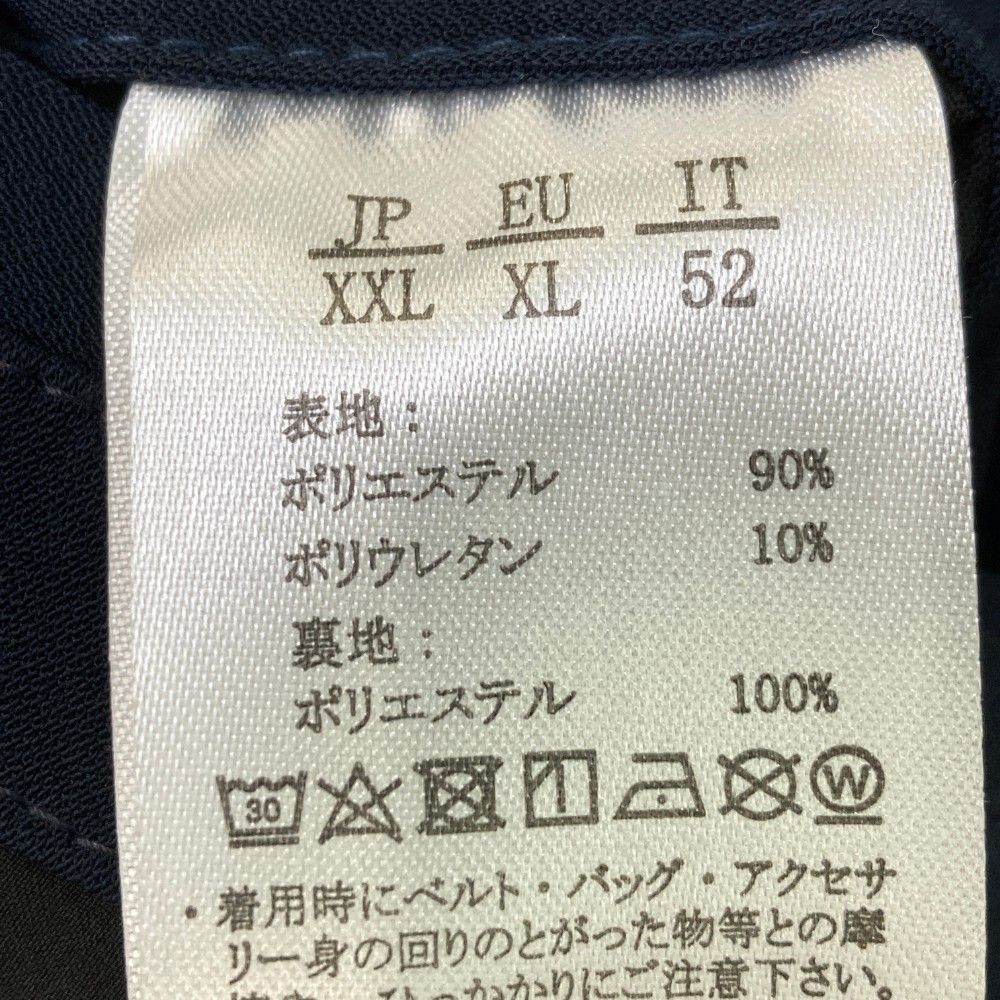 JP EU IT
XXL XL 52
表地:
ポリエステル 90%
ポリウレタン 10%
裏地:
ポリエステル 100%
30 W
・着用時にベルト・バッグ・アクセサ
リー身の回りのとがった物等との摩
ひっかかりにご注意下さい。